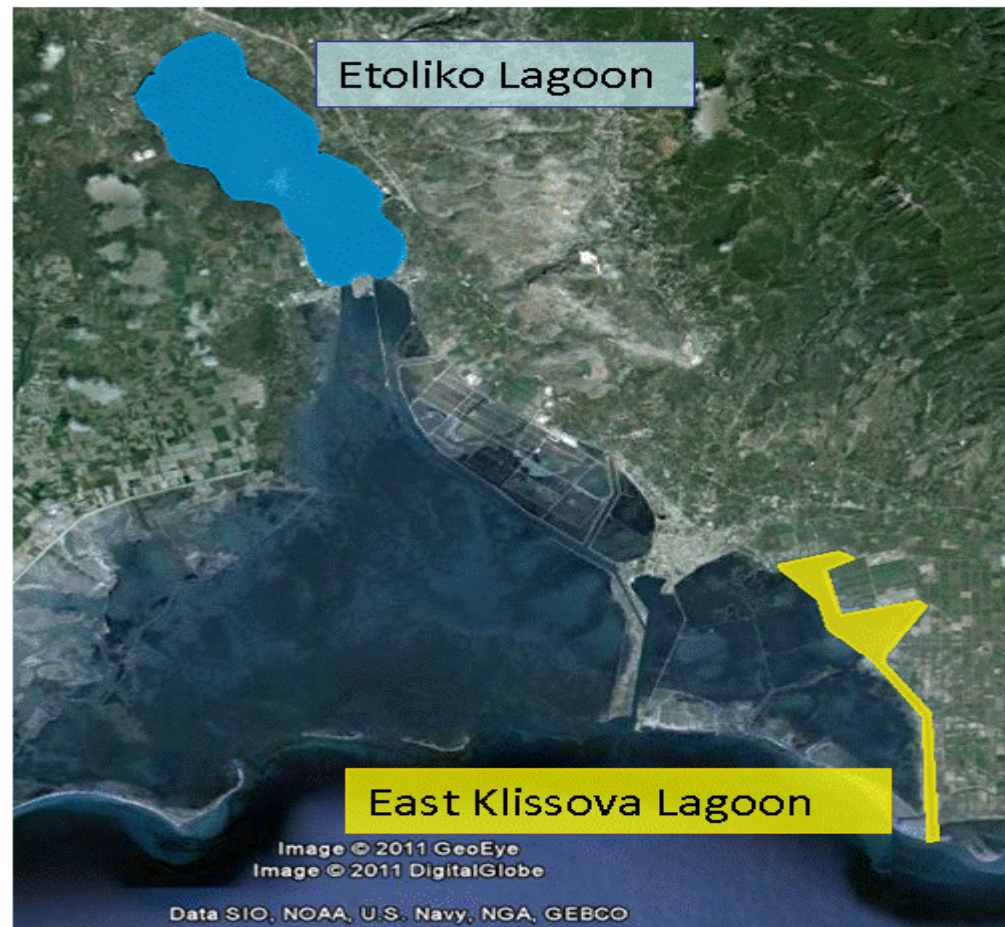 Etoliko Lagoon
East Klissova Lagoon
Image © 2011 GeoEye
Image © 2011 DigitalGlobe
Data SIO, NOAA, U.S. Navy, NGA, GEBCO